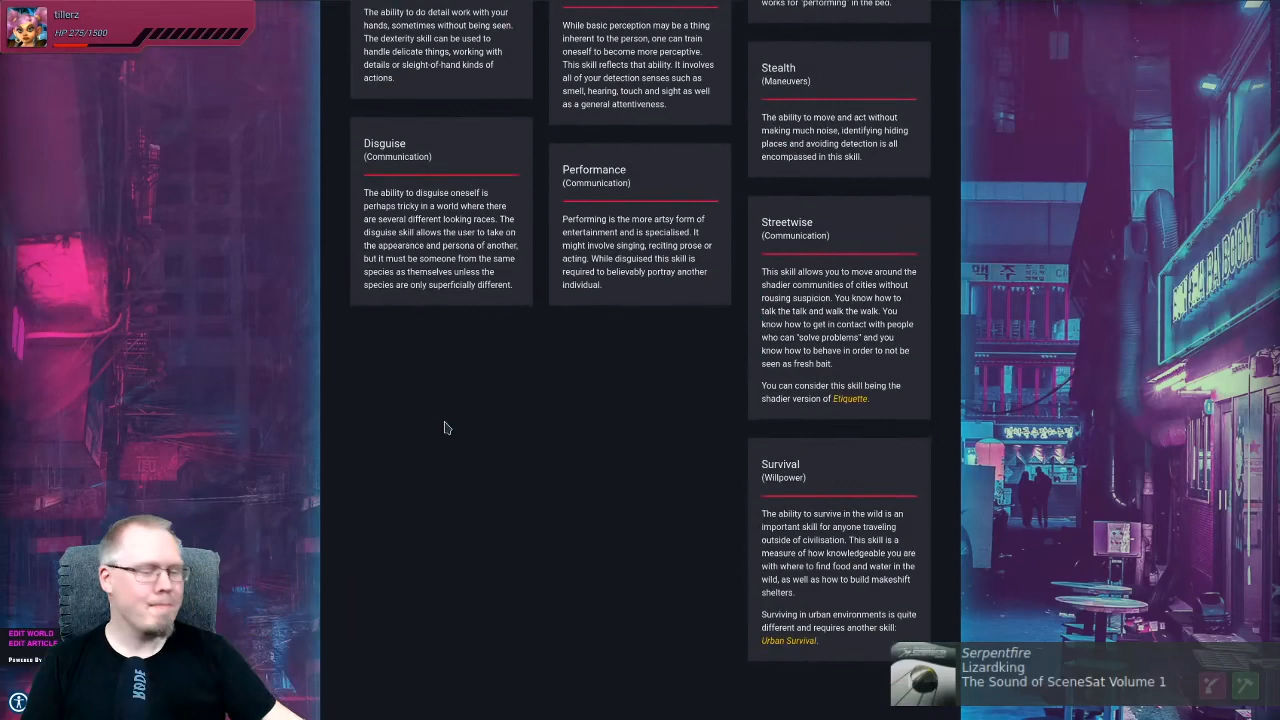 tillerz
HP 275/1500
The ability to do detail work with your
hands, sometimes without being seen.
The dexterity skill can be used to
handle delicate things, working with
details or sleight-of-hand kinds of
actions.
Disguise
(Communication)
The ability to disguise oneself is
perhaps tricky in a world where there
are several different looking races. The
disguise skill allows the user to take on
the appearance and persona of another,
but it must be someone from the same
species as themselves unless the
species are only superficially different.
While basic perception may be a thing
inherent to the person, one can train
oneself to become more perceptive.
This skill reflects that ability. It involves
all of your detection senses such as
smell, hearing, touch and sight as well
as a general attentiveness.
Performance
(Communication)
Performing is the more artsy form of
entertainment and is specialised. It
might involve singing, reciting prose or
acting. While disguised this skill is
required to believably portray another
individual.
works for "performing" in the bed.
Stealth
(Maneuvers)
The ability to move and act without
making much noise, identifying hiding
places and avoiding detection is all
encompassed in this skill.
Streetwise
(Communication)
This skill allows you to move around the
shadier communities of cities without
rousing suspicion. You know how to
talk the talk and walk the walk. You
know how to get in contact with people
who can "solve problems" and you
know how to behave in order to not be
seen as fresh bait.
You can consider this skill being the
shadier version of Etiquette.
Survival
(Willpower)
The ability to survive in the wild is an
important skill for anyone traveling
outside of civilisation. This skill is a
measure of how knowledgeable you are
with where to find food and water in the
wild, as well as how to build makeshift
shelters.
Surviving in urban environments is quite
different and requires another skill:
Urban Survival.
EDIT WORLD
EDIT ARTICLE
POWERED BY
RODE
Serpentfire
Lizardking
The Sound of SceneSat Volume 1